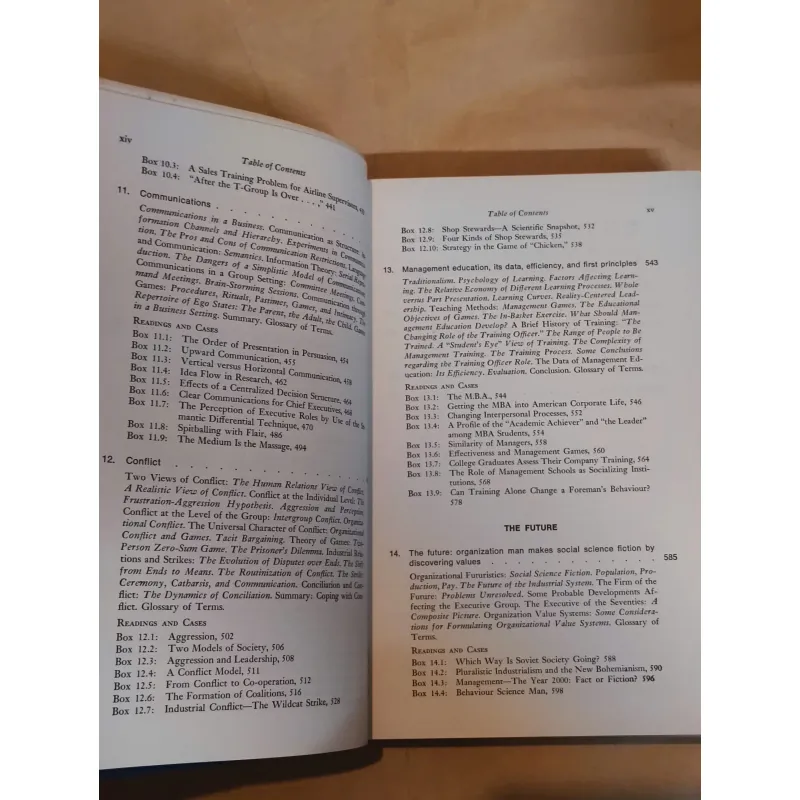 xiv
Table of Contents
Box 10.3: A Sales Training Problem for Airline Supervisors,
Box 10.4: "After the T-Group Is Over . . . ," 441
11. Communications . . . . . . . . . .
Communications in a Business. Communication as Structure. In-
formation Channels and Hierarchy. Experiments in Communica-
tion. The Pros and Cons of Communication Restrictions. Language
and Communication: Semantics. Information Theory: Serial
duction. The Dangers of a Simplistic Model of Communication.
Communications in a Group Setting: Committee Meetings, Com-
mand Meetings. Brain-Storming Sessions. Communication through
Games: Procedures, Rituals, Pastimes, Games, and Intimacy. The
Repertoire of Ego States: The Parent, the Adult, the Child. Games
in a Business Setting. Summary. Glossary of Terms.
Readings and Cases
Box 11.1: The Order of Presentation in Persuasion, 454
Box 11.2: Upward Communication, 455
Box 11.3: Vertical versus Horizontal Communication, 458
Box 11.4: Idea Flow in Research, 462
Box 11.5: Effects of a Centralized Decision Structure, 464
Box 11.6: Clear Communications for Chief Executives, 468
Box 11.7: The Perception of Executive Roles by Use of the Se-
mantic Differential Technique, 470
Box 11.8: Spitballing with Flair, 486
Box 11.9: The Medium Is the Massage, 494
12. Conflict . . . . . . . . . . . . . . .
Two Views of Conflict: The Human Relations View of Conflict.
A Realistic View of Conflict. Conflict at the Individual Level: The
Frustration-Aggression Hypothesis. Aggression and Perception.
Conflict at the Level of the Group: Intergroup Conflict. Organiza-
tional Conflict. The Universal Character of Conflict: Organizational
Conflict and Games. Tacit Bargaining. Theory of Games: Two-
Person Zero-Sum Game. The Prisoner's Dilemma. Industrial Rela-
tions and Strikes: The Evolution of Disputes over Ends. The Shift
from Ends to Means. The Routinization of Conflict. The Strike:
Ceremony, Catharsis, and Communication. Conciliation and Con-
flict: The Dynamics of Conciliation. Summary: Coping with Con-
flict. Glossary of Terms.
Readings and Cases
Box 12.1: Aggression, 502
Box 12.2: Two Models of Society, 506
Box 12.3: Aggression and Leadership, 508
Box 12.4: A Conflict Model, 511
Box 12.5: From Conflict to Co-operation, 512
Box 12.6: The Formation of Coalitions, 516
Box 12.7: Industrial Conflict—The Wildcat Strike, 528
Table of Contents xv
Box 12.8: Shop Stewards—A Scientific Snapshot, 532
Box 12.9: Four Kinds of Shop Stewards, 535
Box 12.10: Strategy in the Game of "Chicken," 538
13. Management education, its data, efficiency, and first principles 543
Traditionalism. Psychology of Learning. Factors Affecting Learn-
ing. The Relative Economy of Different Learning Processes. Whole
versus Part Presentation. Learning Curves. Reality-Centered Lead-
ership. Teaching Methods: Management Games. The Educational
Objectives of Games. The In-Basket Exercise. What Should Man-
agement Education Develop? A Brief History of Training: "The
Changing Role of the Training Officer." The Range of People to Be
Trained. A "Student's Eye" View of Training. The Complexity of
Management Training. The Training Process. Some Conclusions
regarding the Training Officer Role. The Data of Management Ed-
ucation: Its Efficiency. Evaluation. Conclusion. Glossary of Terms.
Readings and Cases
Box 13.1: The M.B.A., 544
Box 13.2: Getting the MBA into American Corporate Life, 546
Box 13.3: Changing Interpersonal Processes, 552
Box 13.4: A Profile of the "Academic Achiever" and "the Leader"
among MBA Students, 554
Box 13.5: Similarity of Managers, 558
Box 13.6: Effectiveness and Management Games, 560
Box 13.7: College Graduates Assess Their Company Training, 564
Box 13.8: The Role of Management Schools as Socializing Insti-
tutions, 568
Box 13.9: Can Training Alone Change a Foreman's Behaviour?
578
THE FUTURE
14. The future: organization man makes social science fiction by
discovering values . . . . . . . . . . . . . 585
Organizational Futuristics: Social Science Fiction. Population, Pro-
duction, Pay. The Future of the Industrial System. The Firm of the
Future: Problems Unresolved. Some Probable Developments Af-
fecting the Executive Group. The Executive of the Seventies: A
Composite Picture. Organization Value Systems: Some Considera-
tions for Formulating Organizational Value Systems. Glossary of
Terms.
Readings and Cases
Box 14.1: Which Way Is Soviet Society Going? 588
Box 14.2: Pluralistic Industrialism and the New Bohemianism, 590
Box 14.3: Management—The Year 2000: Fact or Fiction? 596
Box 14.4: Behaviour Science Man, 598